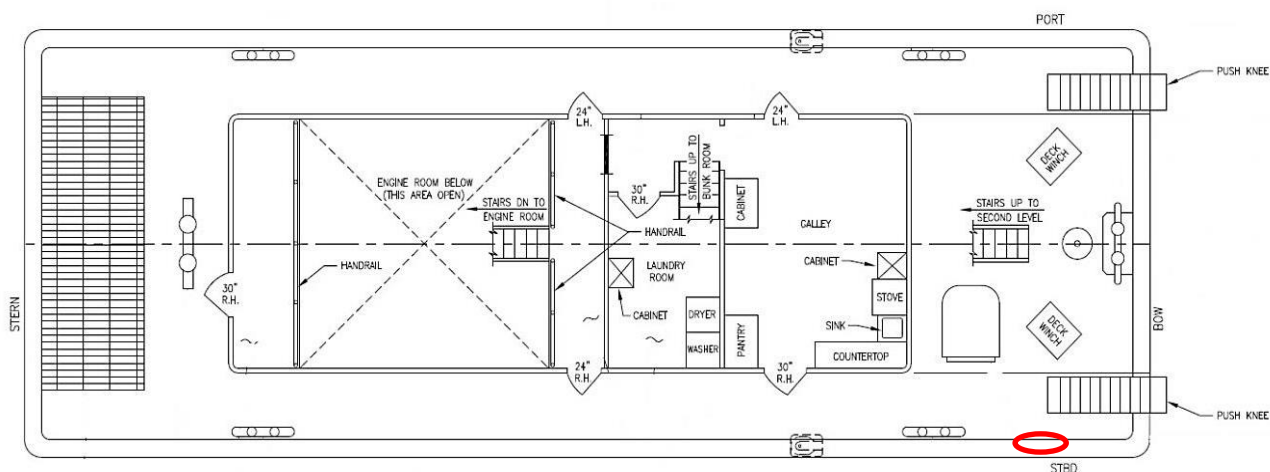 PORT
PUSH KNEE
24"
L.H.
24"
L.H.
DECK
WINCH
ENGINE ROOM BELOW
(THIS AREA OPEN)
STAIRS DN TO
ENGINE ROOM
30"
R.H.
STAIRS UP TO
BUNK ROOM
CABINET
GALLEY
STAIRS UP TO
SECOND LEVEL
HANDRAIL
HANDRAIL
LAUNDRY
ROOM
CABINET
STERN
30"
R.H.
CABINET
DRYER
WASHER
PANTRY
STOVE
SINK
COUNTERTOP
DECK
WINCH
BOW
24"
R.H.
30"
R.H.
PUSH KNEE
STBD